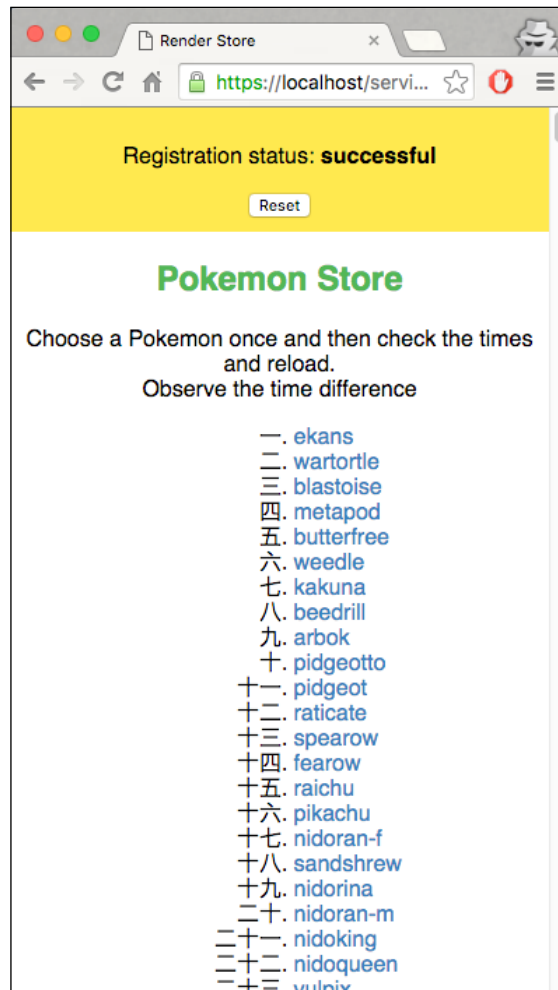 Render Store
https://localhost/servi...
Registration status: successful
Reset
Pokemon Store
Choose a Pokemon once and then check the times
and reload.
Observe the time difference
一. ekans
二. wartortle
三. blastoise
四. metapod
五. butterfree
六. weedle
七. kakuna
八. beedrill
九. arbok
十. pidgeotto
十一. pidgeot
十二. raticate
十三. spearow
十四. fearow
十五. raichu
十六. pikachu
十七. nidoran-f
十八. sandshrew
十九. nidorina
二十. nidoran-m
二十一. nidoking
二十二. nidoqueen
二十三. vulpix